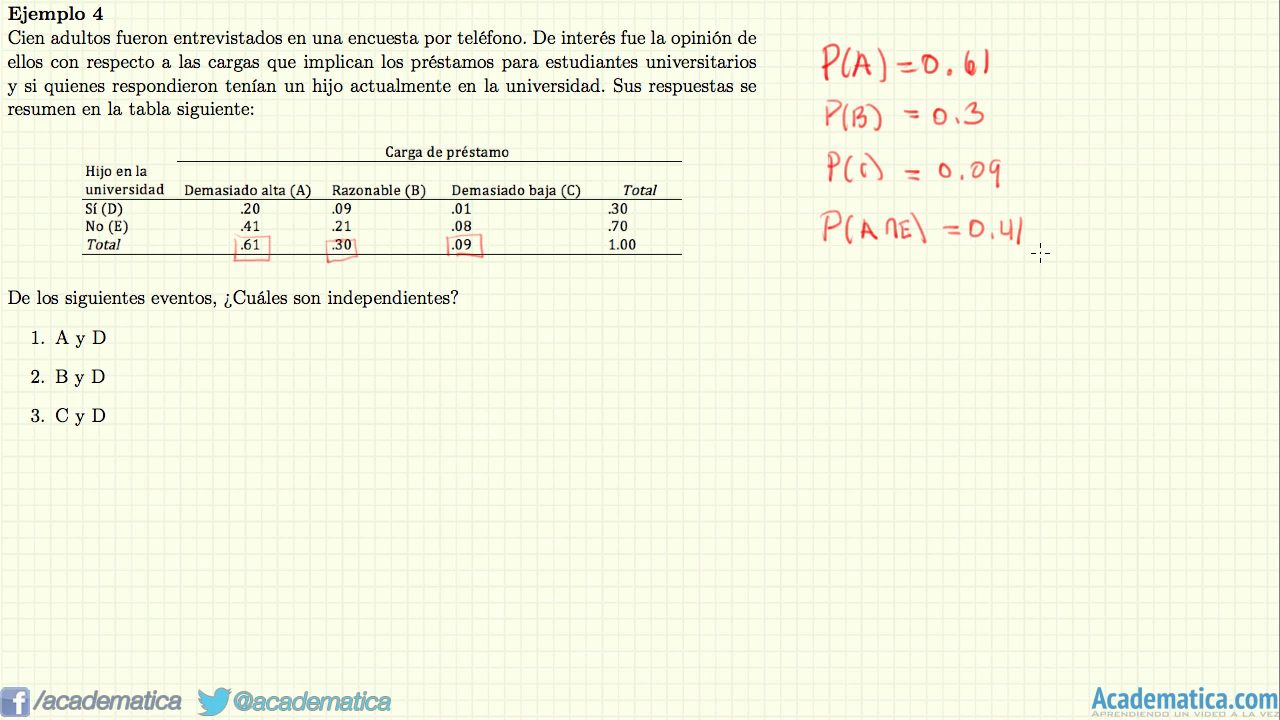 Ejemplo 4
Cien adultos fueron entrevistados en una encuesta por teléfono. De interés fue la opinión de
ellos con respecto a las cargas que implican los préstamos para estudiantes universitarios
y si quienes respondieron tenían un hijo actualmente en la universidad. Sus respuestas se
resumen en la tabla siguiente:
Carga de préstamo
Hijo en la
universidad Demasiado alta (A) Razonable (B) Demasiado baja (C) Total
Sí (D) .20 .09 .01 .30
No (E) .41 .21 .08 .70
Total .61 .30 .09 1.00
De los siguientes eventos, ¿Cuáles son independientes?
1. A y D
2. B y D
3. C y D
P(A) = 0.61
P(B) = 0.3
P(C) = 0.09
P(A∩E) = 0.41
/academatica @academatica
Academatica.com
APRENDIENDO UN VIDEO A LA VEZ